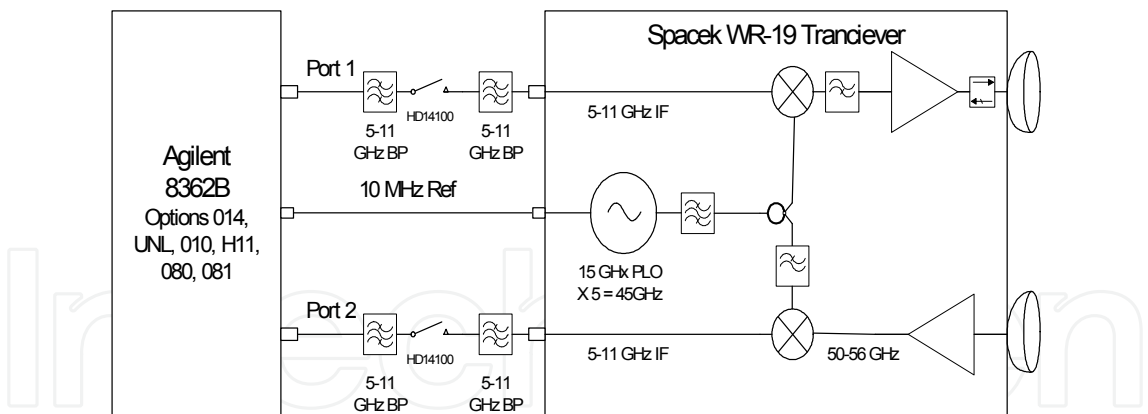 Spacek WR-19 Tranciever
Port 1
HD14100
5-11
GHz BP
5-11
GHz BP
5-11 GHz IF
Agilent
8362B
Options 014,
UNL, 010, H11,
080, 081
10 MHz Ref
15 GHx PLO
X 5 = 45GHz
Port 2
HD14100
5-11
GHz BP
5-11
GHz BP
5-11 GHz IF
50-56 GHz